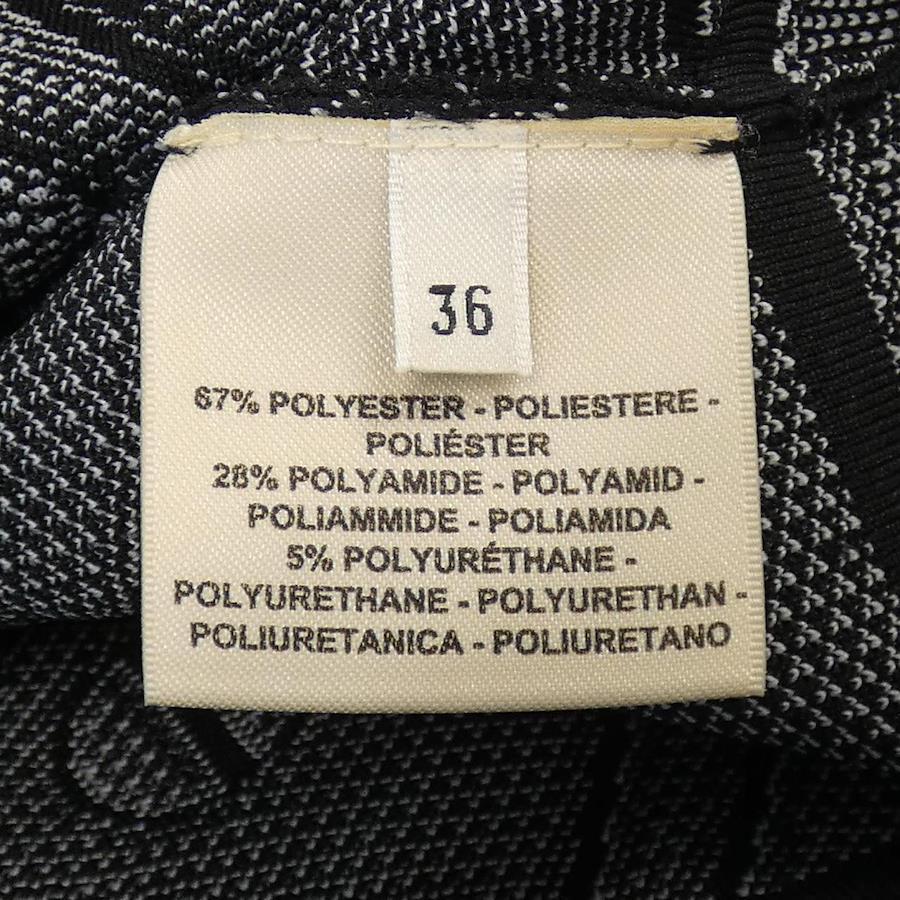 36
67% POLYESTER - POLIESTERE -
POLIÉSTER
28% POLYAMIDE - POLYAMID -
POLIAMMIDE - POLIAMIDA
5% POLYURÉTHANE -
POLYURETHANE - POLYURETHAN -
POLIURETANICA - POLIURETANO